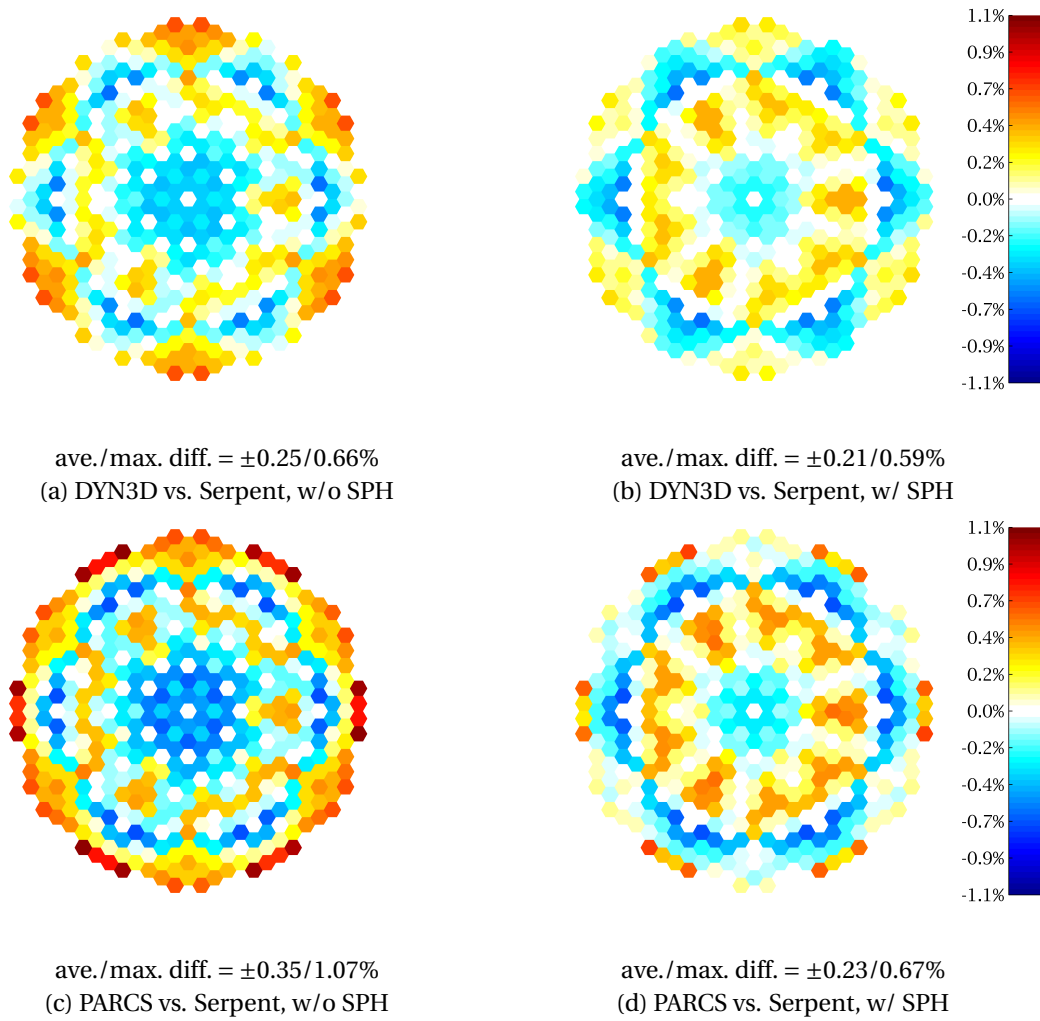 1.1%
0.9%
0.7%
0.4%
0.2%
0.0%
-0.2%
-0.4%
-0.7%
-0.9%
-1.1%
ave./max. diff. = ±0.25/0.66%
(a) DYN3D vs. Serpent, w/o SPH
ave./max. diff. = ±0.21/0.59%
(b) DYN3D vs. Serpent, w/ SPH
1.1%
0.9%
0.7%
0.4%
0.2%
0.0%
-0.2%
-0.4%
-0.7%
-0.9%
-1.1%
ave./max. diff. = ±0.35/1.07%
(c) PARCS vs. Serpent, w/o SPH
ave./max. diff. = ±0.23/0.67%
(d) PARCS vs. Serpent, w/ SPH